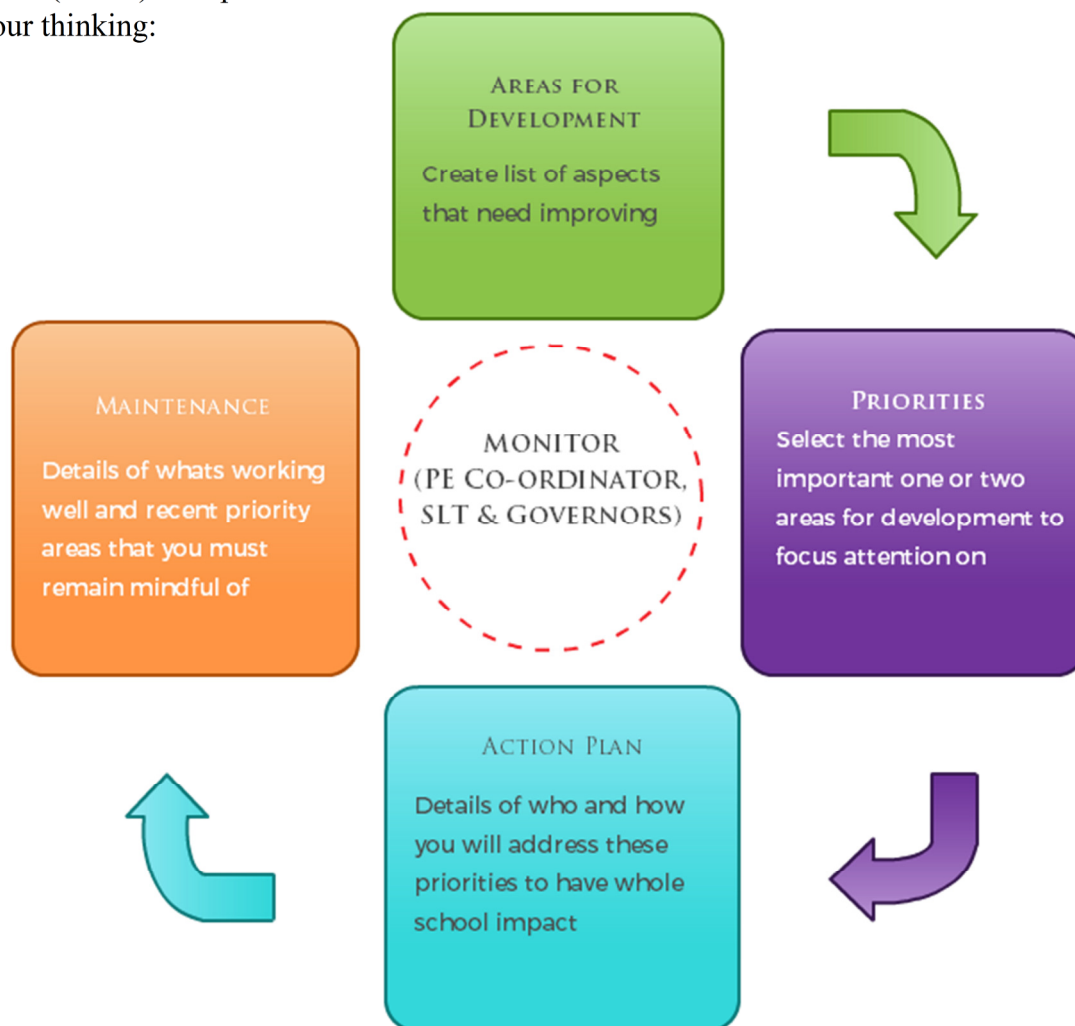 our thinking:
AREAS FOR
DEVELOPMENT
Create list of aspects
that need improving
PRIORITIES
Select the most
important one or two
areas for development to
focus attention on
ACTION PLAN
Details of who and how
you will address these
priorities to have whole
school impact
MAINTENANCE
Details of whats working
well and recent priority
areas that you must
remain mindful of
MONITOR
(PE CO-ORDINATOR,
SLT & GOVERNORS)